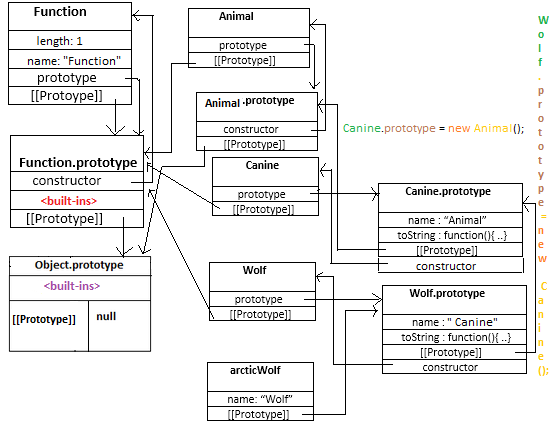 Function
length: 1
name: "Function"
prototype
[[Protoype]]
Function.prototype
constructor
<built-ins>
[[Prototype]]
Object.prototype
<built-ins>
[[Prototype]] null
Animal
prototype
[[Prototype]]
Animal .prototype
constructor
[[Prototype]]
Canine
prototype
[[Prototype]]
Wolf
prototype
[[Prototype]]
arcticWolf
name: “Wolf”
[[Prototype]]
Canine.prototype = new Animal();
Canine.prototype
name : “Animal”
toString : function(){ ..}
[[Prototype]]
constructor
Wolf.prototype
name : " Canine"
toString : function(){ ..}
[[Prototype]]
constructor
Wolf.prototype=new Canine();